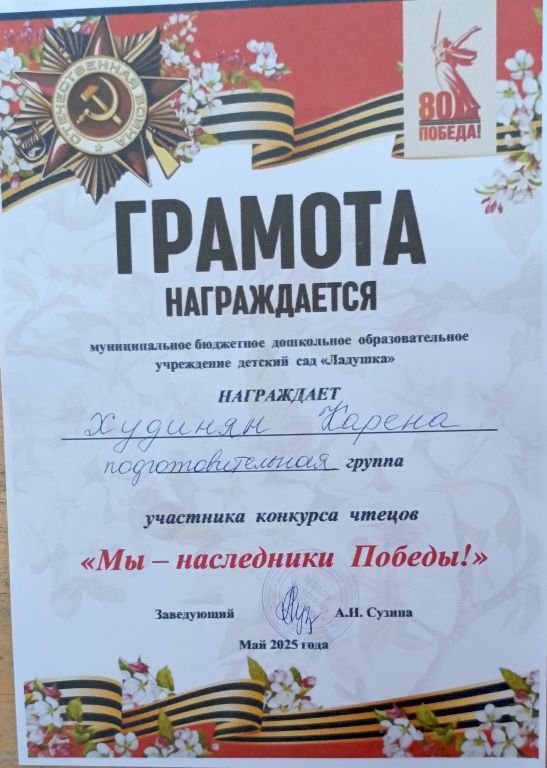 ОТЕЧЕСТВЕННАЯ ВОЙНА
80
ПОБЕДА!
ГРАМОТА
НАГРАЖДАЕТСЯ
муниципальное бюджетное дошкольное образовательное
учреждение детский сад «Ладушка»
НАГРАЖДАЕТ
Худинян Карена
подготовительная группа
участника конкурса чтецов
«Мы – наследники Победы!»
Заведующий А.И. Сузина
Май 2025 года